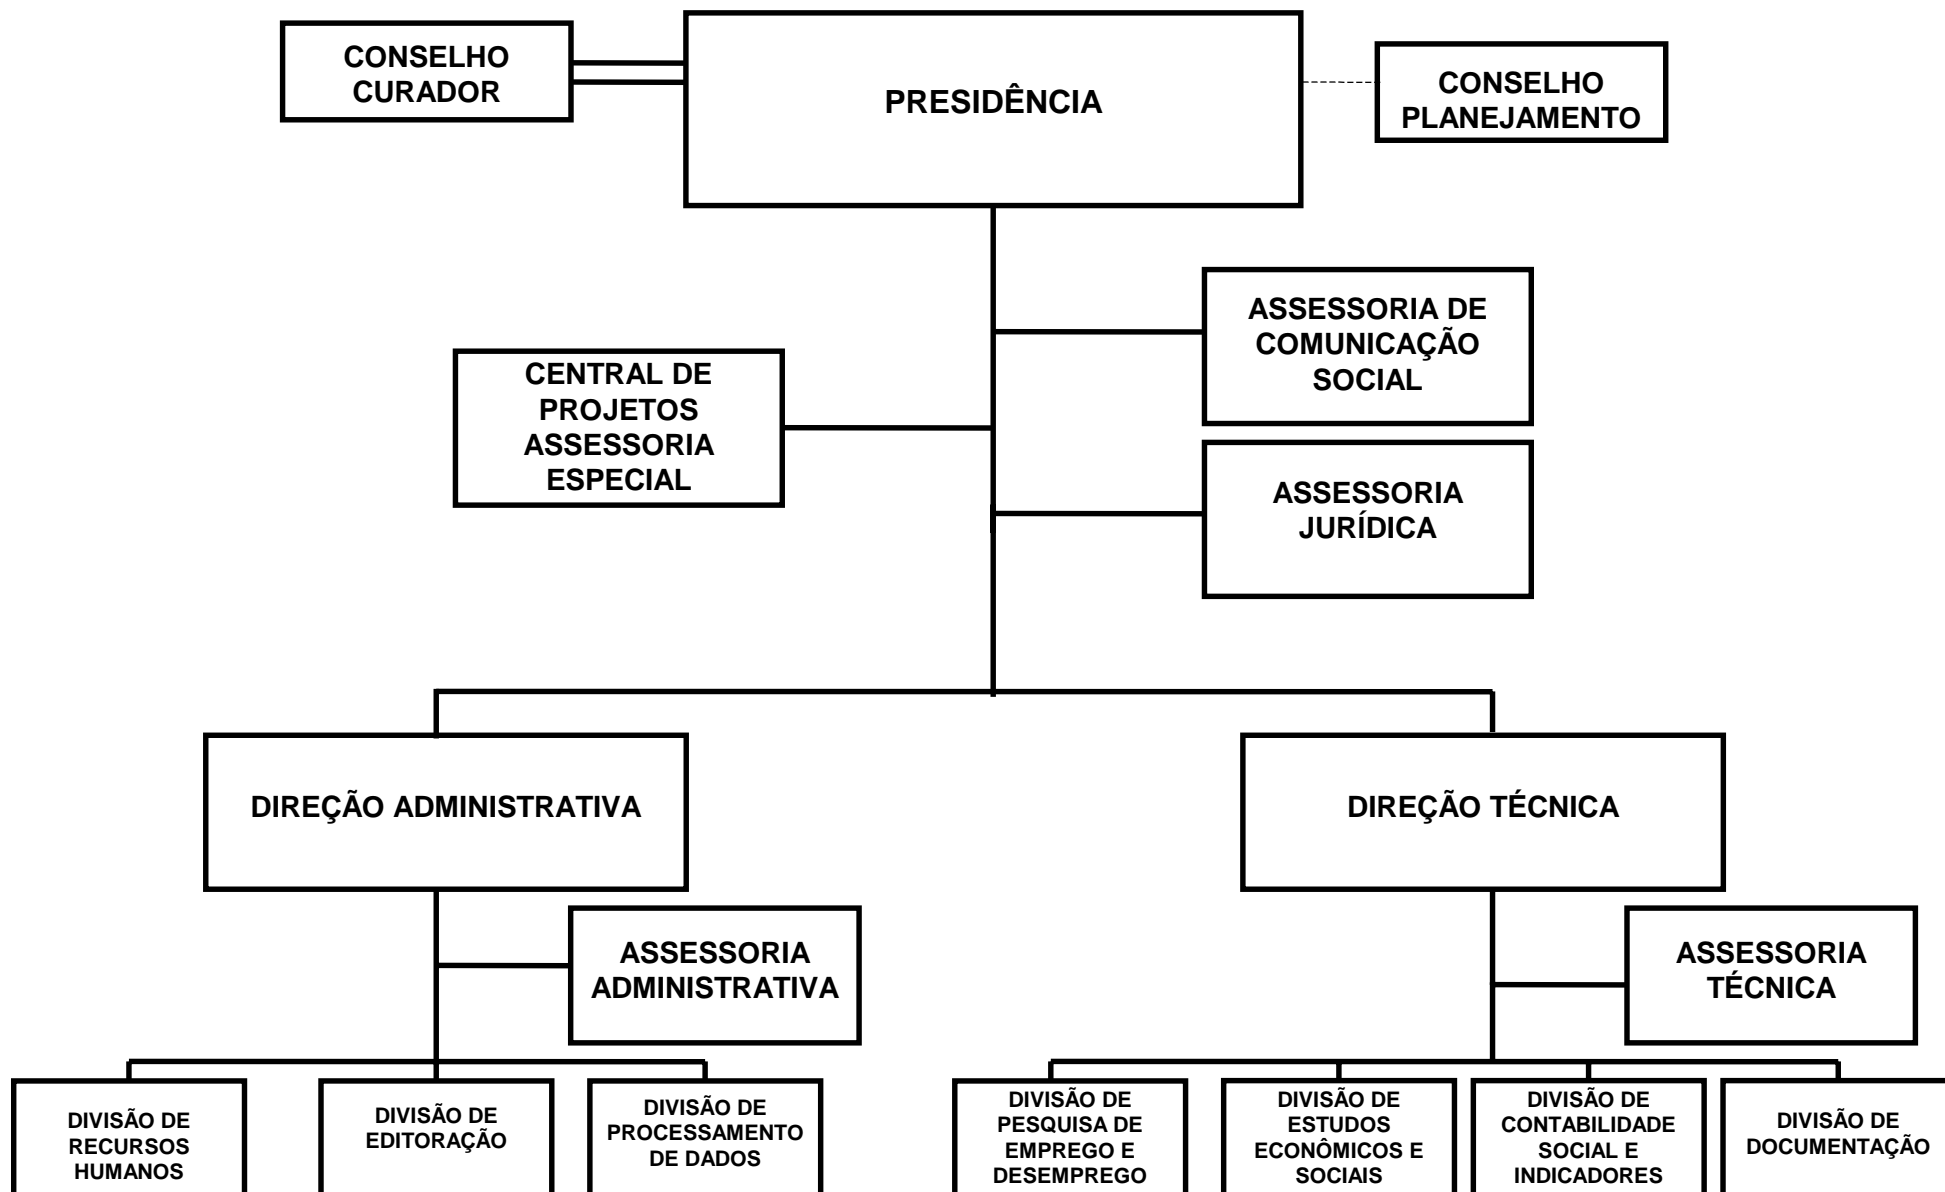 CONSELHO
CURADOR
PRESIDÊNCIA
CONSELHO
PLANEJAMENTO
ASSESSORIA DE
COMUNICAÇÃO
SOCIAL
CENTRAL DE
PROJETOS
ASSESSORIA
ESPECIAL
ASSESSORIA
JURÍDICA
DIREÇÃO ADMINISTRATIVA
DIREÇÃO TÉCNICA
ASSESSORIA
ADMINISTRATIVA
ASSESSORIA
TÉCNICA
DIVISÃO DE
RECURSOS
HUMANOS
DIVISÃO DE
EDITORAÇÃO
DIVISÃO DE
PROCESSAMENTO
DE DADOS
DIVISÃO DE
PESQUISA DE
EMPREGO E
DESEMPREGO
DIVISÃO DE
ESTUDOS
ECONÔMICOS E
SOCIAIS
DIVISÃO DE
CONTABILIDADE
SOCIAL E
INDICADORES
DIVISÃO DE
DOCUMENTAÇÃO